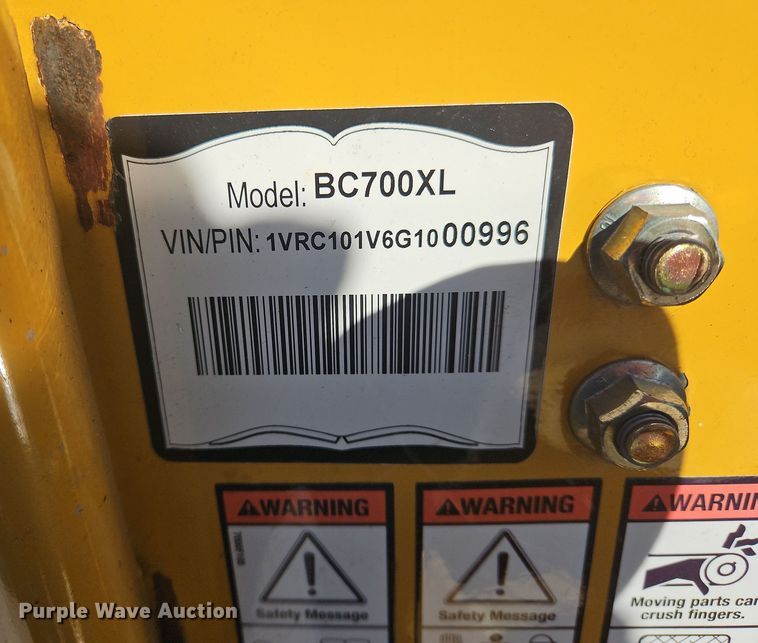 Model: BC700XL
VIN/PIN: 1VRC101V6G1000996
WARNING
WARNING
WARNIN
Safety Message
Safety Message
Moving parts can
crush fingers.
Purple Wave Auction